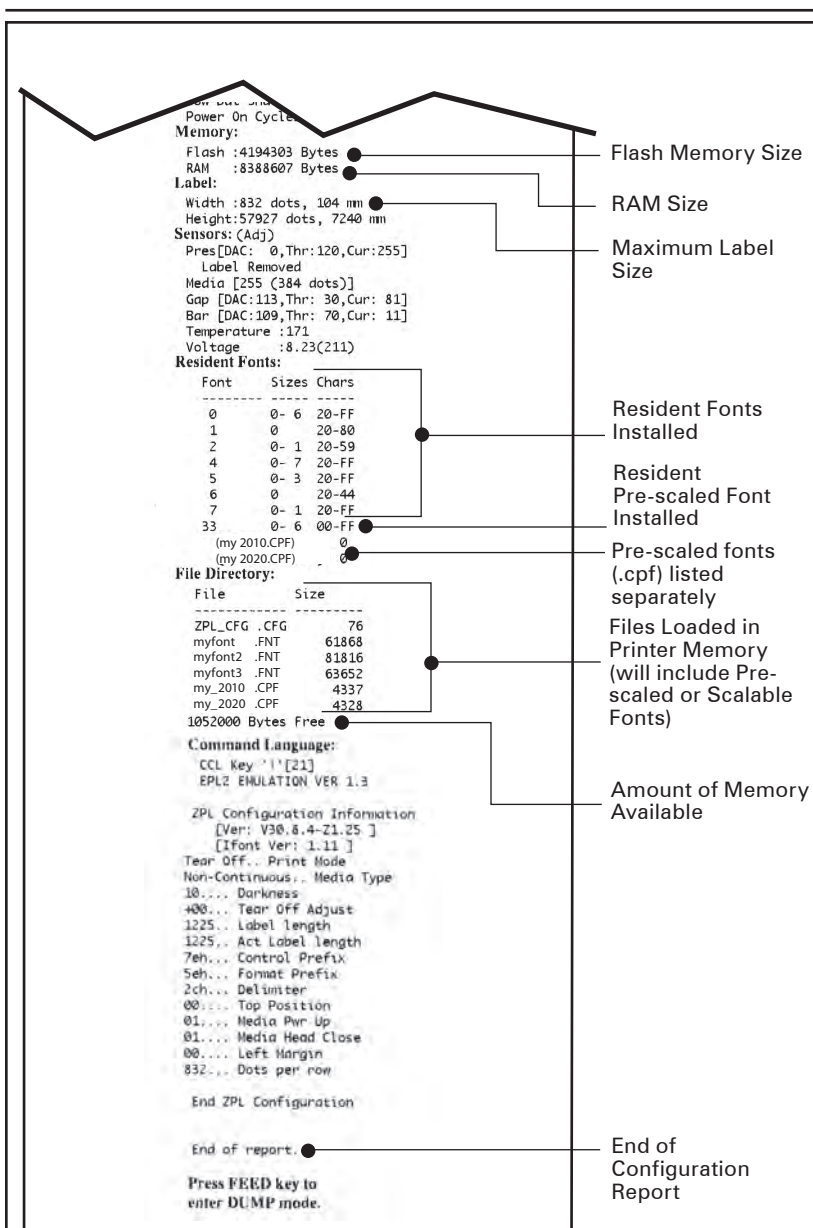 Power On Cycle
Memory:
Flash :4194303 Bytes
RAM :8388607 Bytes
Label:
Width :832 dots, 104 mm
Height:57927 dots, 7240 mm
Sensors: (Adj)
Pres[DAC: 0,Thr:120,Cur:255]
Label Removed
Media [255 (384 dots)]
Gap [DAC:113,Thr: 30,Cur: 81]
Bar [DAC:109,Thr: 70,Cur: 11]
Temperature :171
Voltage :8.23(211)
Resident Fonts:
Font Sizes Chars
-------- ----- -----
0 0- 6 20-FF
1 0 20-80
2 0- 1 20-59
4 0- 7 20-FF
5 0- 3 20-FF
6 0 20-44
7 0- 1 20-FF
33 0- 6 00-FF
(my 2010.CPF) 0
(my 2020.CPF) 0
File Directory:
File Size
------------ ---------
ZPL_CFG .CFG 76
myfont .FNT 61868
myfont2 .FNT 81816
myfont3 .FNT 63652
my_2010 .CPF 4337
my_2020 .CPF 4328
1052000 Bytes Free
Command Language:
CCL Key '!'[21]
EPL2 EMULATION VER 1.3
ZPL Configuration Information
[Ver: V30.8.4-Z1.25 ]
[Ifont Ver: 1.11 ]
Tear Off.. Print Mode
Non-Continuous.. Media Type
10.... Darkness
+00... Tear Off Adjust
1225.. Label length
1225.. Act Label length
7eh... Control Prefix
5eh... Format Prefix
2ch... Delimiter
00.... Top Position
01.... Media Pwr Up
01.... Media Head Close
00.... Left Margin
832... Dots per row
End ZPL Configuration
End of report.
Press FEED key to
enter DUMP mode.
Flash Memory Size
RAM Size
Maximum Label
Size
Resident Fonts
Installed
Resident
Pre-scaled Font
Installed
Pre-scaled fonts
(.cpf) listed
separately
Files Loaded in
Printer Memory
(will include Pre-
scaled or Scalable
Fonts)
Amount of Memory
Available
End of
Configuration
Report